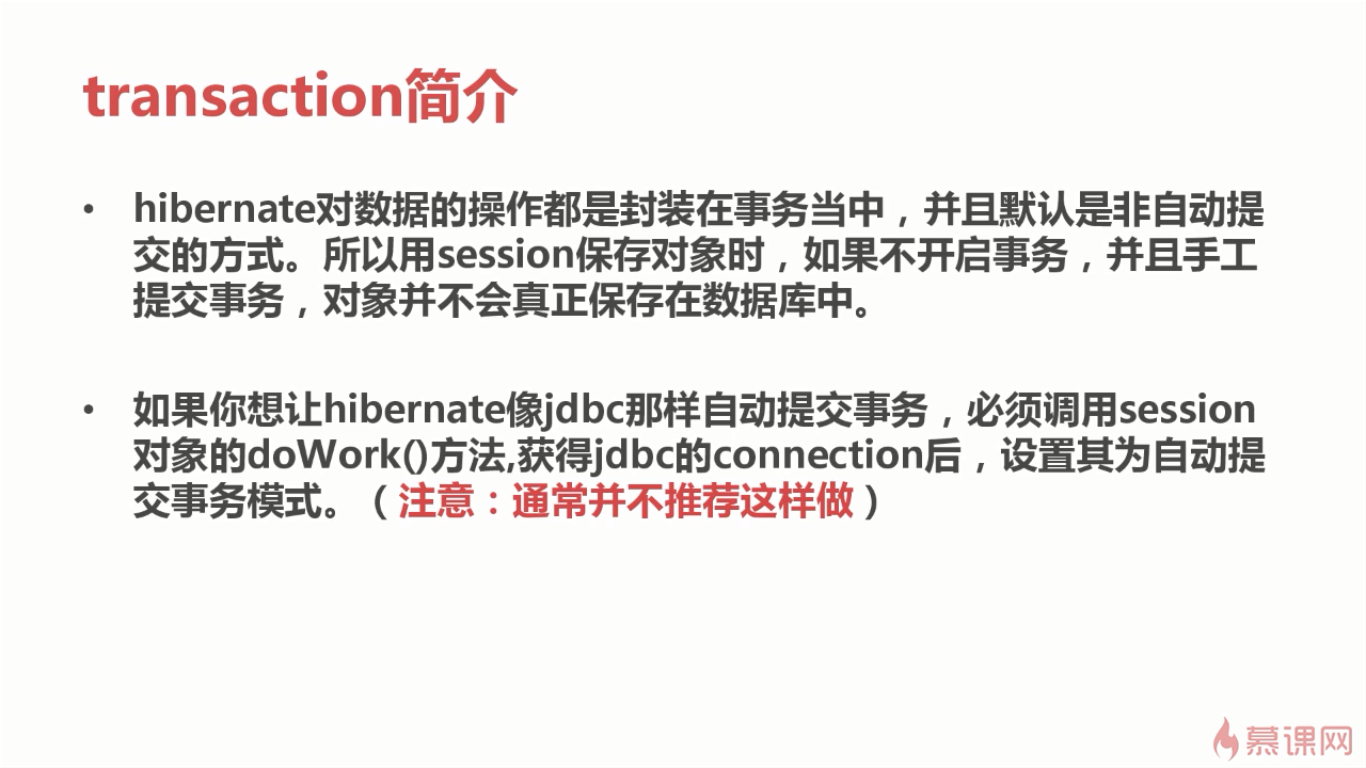 transaction简介
• hibernate对数据的操作都是封装在事务当中，并且默认是非自动提
交的方式。所以用session保存对象时，如果不开启事务，并且手工
提交事务，对象并不会真正保存在数据库中。
• 如果你想让hibernate像jdbc那样自动提交事务，必须调用session
对象的doWork()方法,获得jdbc的connection后，设置其为自动提
交事务模式。（注意：通常并不推荐这样做）
慕课网